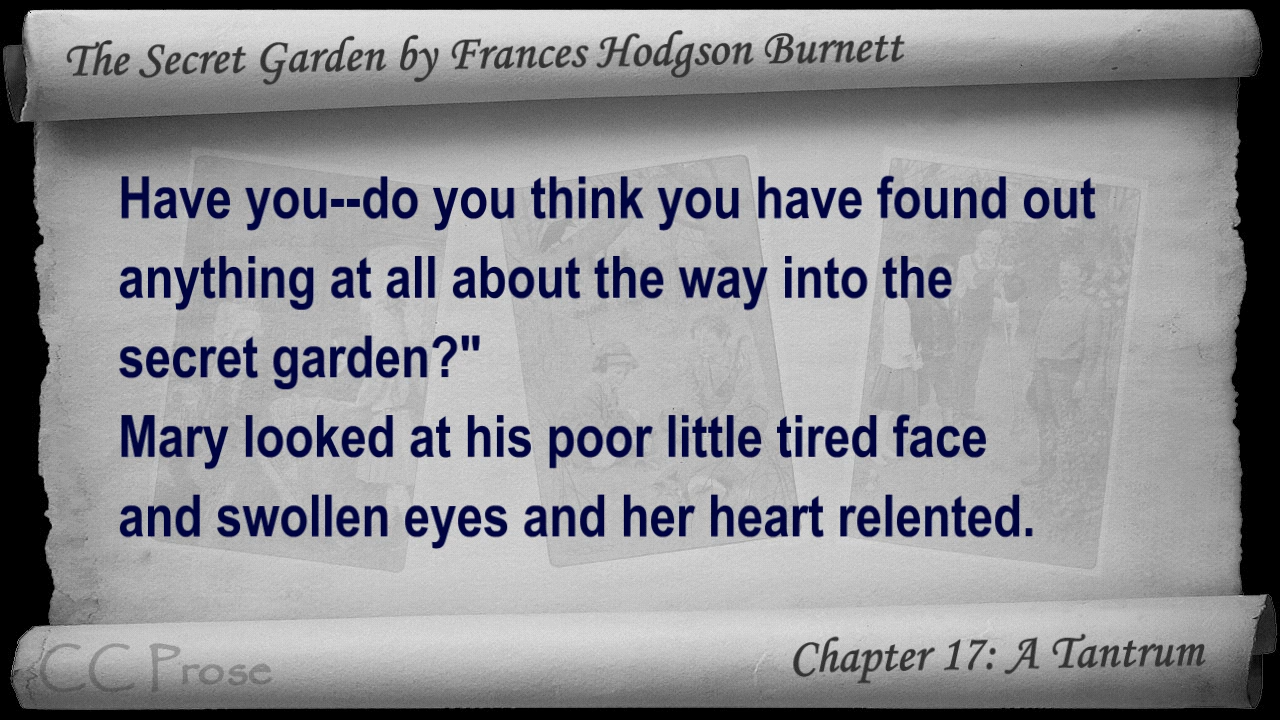 The Secret Garden by Frances Hodgson Burnett
Have you--do you think you have found out
anything at all about the way into the
secret garden?"
Mary looked at his poor little tired face
and swollen eyes and her heart relented.
CC Prose
Chapter 17: A Tantrum